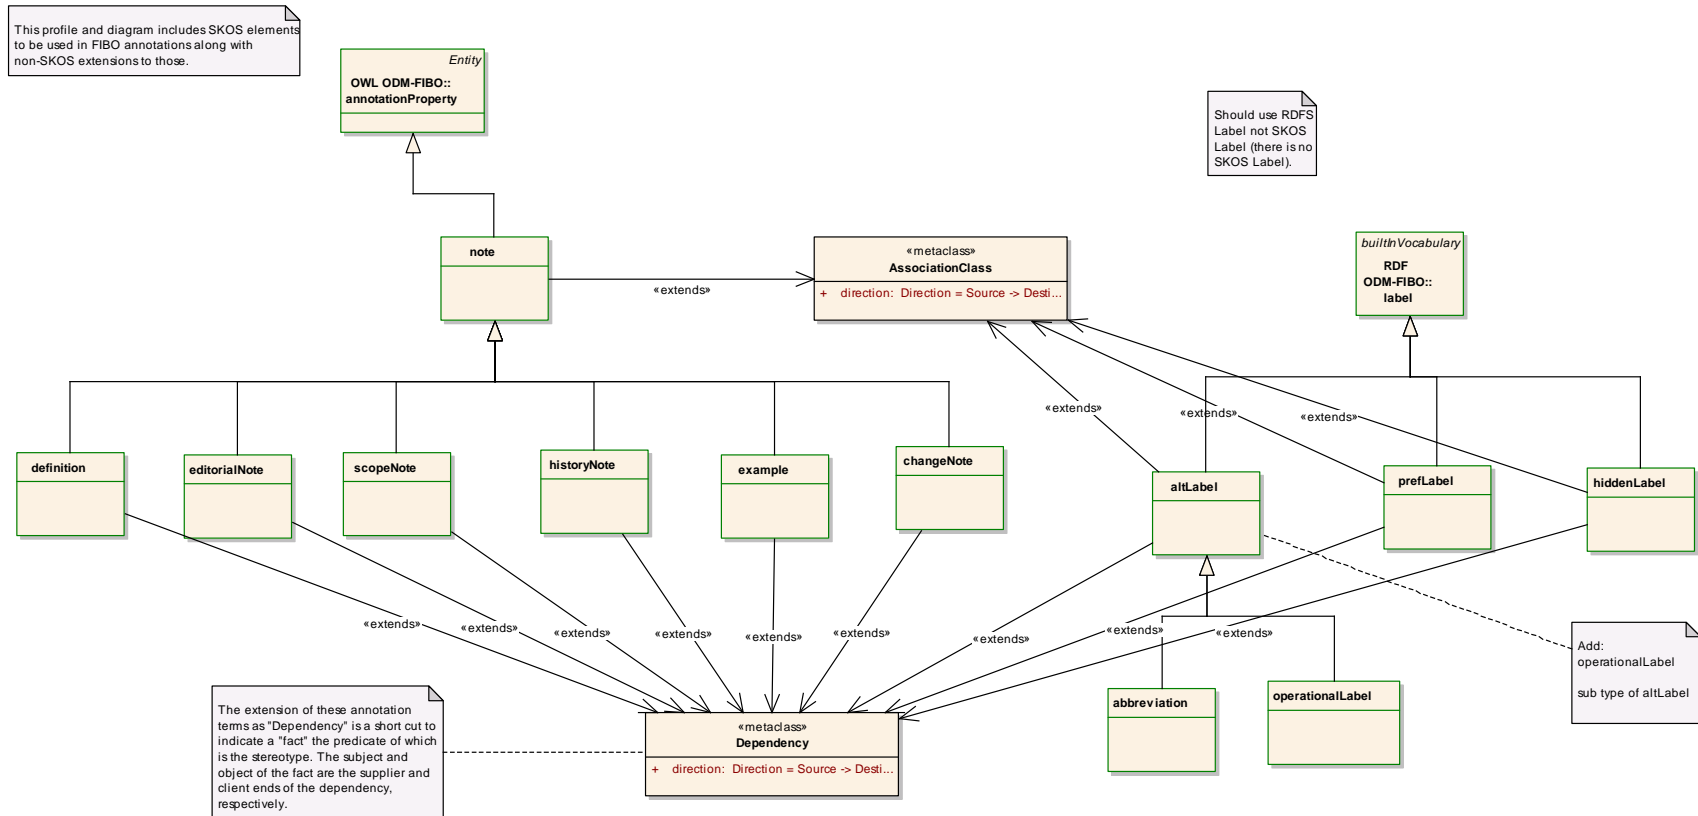 This profile and diagram includes SKOS elements
to be used in FIBO annotations along with
non-SKOS extensions to those.
Entity
OWL ODM-FIBO::
annotationProperty
Should use RDFS
Label not SKOS
Label (there is no
SKOS Label).
note
«extends»
«metaclass»
AssociationClass
+ direction: Direction = Source -> Desti...
builtInVocabulary
RDF
ODM-FIBO::
label
«extends»
«extends»
«extends»
definition
editorialNote
scopeNote
historyNote
example
changeNote
altLabel
prefLabel
hiddenLabel
«extends»
«extends»
«extends»
«extends»
«extends»
«extends»
«extends»
«extends»
«extends»
Add:
operationalLabel
sub type of altLabel
abbreviation
operationalLabel
The extension of these annotation
terms as "Dependency" is a short cut to
indicate a "fact" the predicate of which
is the stereotype. The subject and
object of the fact are the supplier and
client ends of the dependency,
respectively.
«metaclass»
Dependency
+ direction: Direction = Source -> Desti...